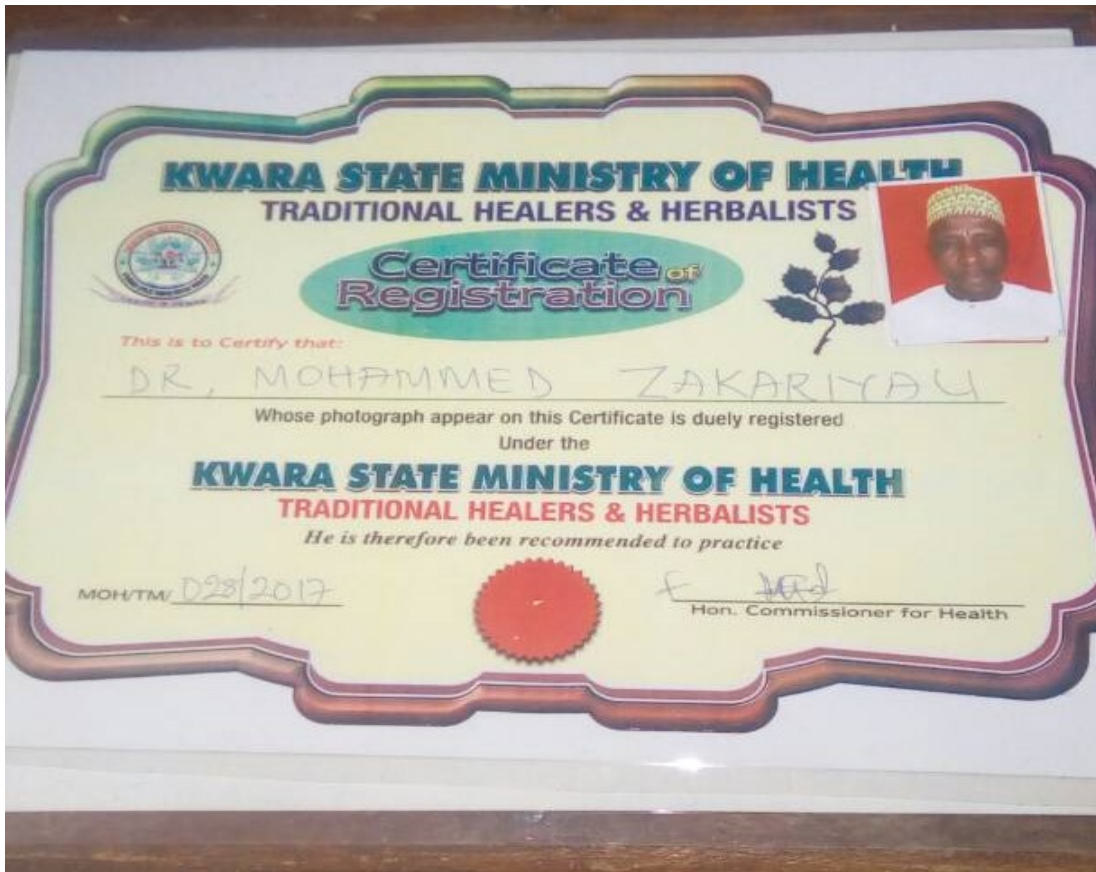 KWARA STATE MINISTRY OF HEALTH
TRADITIONAL HEALERS & HERBALISTS
Certificate of
Registration
This is to Certify that:
DR, MOHAMMED ZAKARIYAU
Whose photograph appear on this Certificate is duely registered
Under the
KWARA STATE MINISTRY OF HEALTH
TRADITIONAL HEALERS & HERBALISTS
He is therefore been recommended to practice
MOH/TM/ D28/2017
Hon. Commissioner for Health